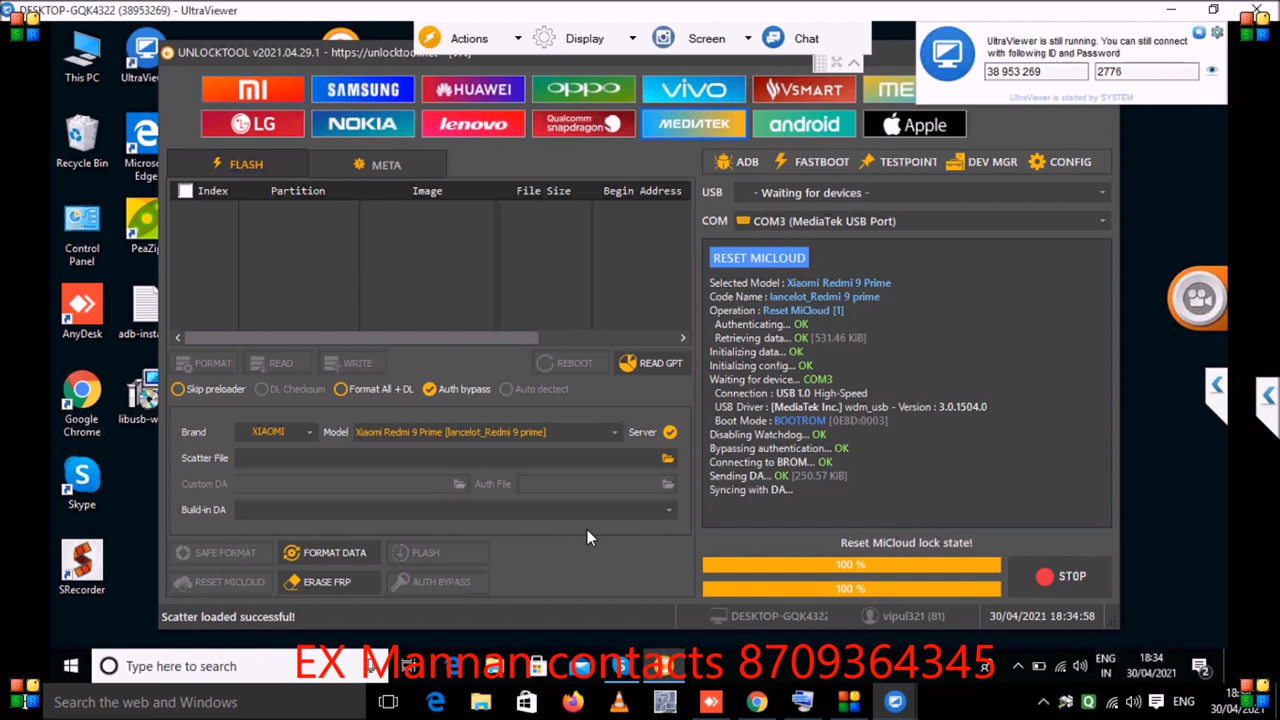 DESKTOP-GQK4322 (38953269) - UltraViewer
Actions
Display
Screen
Chat
UltraViewer is still running. You can still connect
with following ID and Password
38 953 269
2776
UltraViewer is started by SYSTEM
UNLOCKTOOL v2021.04.29.1 - https://unlocktool
mi
SAMSUNG
HUAWEI
oppo
vivo
VSMART
ME
LG
NOKIA
lenovo
Qualcomm
snapdragon
MEDIATEK
android
Apple
FLASH
META
ADB
FASTBOOT
TESTPOINT
DEV MGR
CONFIG
Index
Partition
Image
File Size
Begin Address
USB
- Waiting for devices -
COM
COM3 (MediaTek USB Port)
RESET MICLOUD
Selected Model : Xiaomi Redmi 9 Prime
Code Name : lancelot_Redmi 9 prime
Operation : Reset MiCloud [1]
Authenticating... OK
Retrieving data... OK [531.46 KiB]
Initializing data... OK
Initializing config... OK
Waiting for device... COM3
Connection : USB 1.0 High-Speed
USB Driver : [MediaTek Inc.] wdm_usb - Version : 3.0.1504.0
Boot Mode : BOOTROM [0E8D:0003]
Disabling Watchdog... OK
Bypassing authentication... OK
Connecting to BROM... OK
Sending DA... OK [250.57 KiB]
Syncing with DA...
FORMAT
READ
WRITE
REBOOT
READ GPT
Skip preloader
DL Checksum
Format All + DL
Auth bypass
Auto detect
Brand
XIAOMI
Model
Xiaomi Redmi 9 Prime [lancelot_Redmi 9 prime]
Server
Scatter File
Custom DA
Auth File
Build-in DA
SAFE FORMAT
FORMAT DATA
FLASH
RESET MICLOUD
ERASE FRP
AUTH BYPASS
Reset MiCloud lock state!
100 %
100 %
STOP
Scatter loaded successful!
DESKTOP-GQK4322
vipul321 (81)
30/04/2021 18:34:58
This PC
UltraView
Recycle Bin
Microsof
Edge
Control
Panel
PeaZip
AnyDesk
adb-insta
Google
Chrome
libusb-w
Skype
SRecorder
Type here to search
EX Mannan contacts 8709364345
ENG
IN
18:34
30/04/2021
2
Search the web and Windows
ENG
30/04/2021